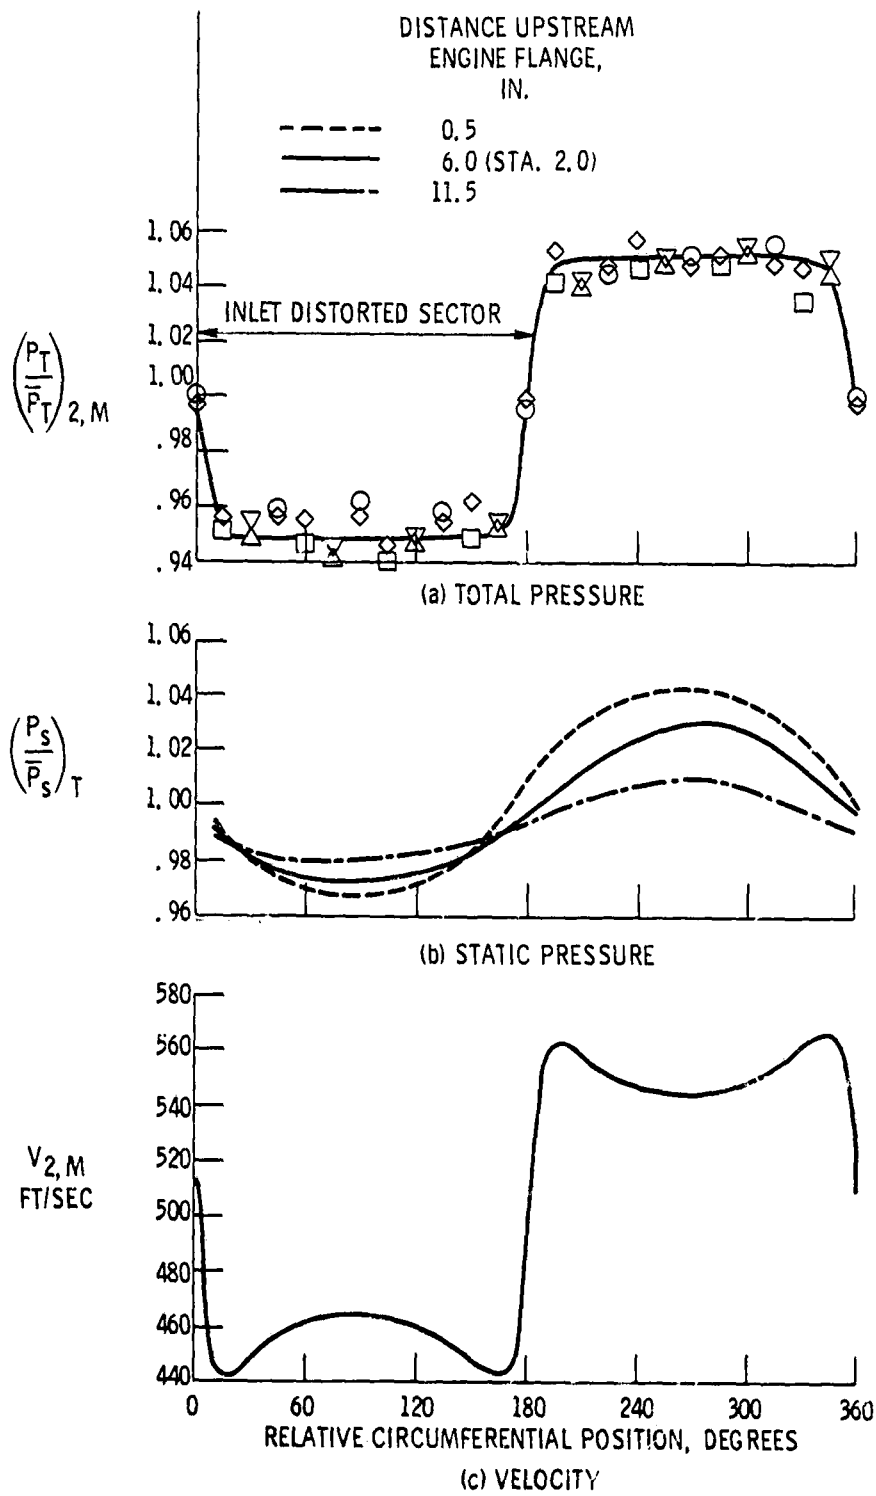 DISTANCE UPSTREAM
ENGINE FLANGE,
IN.
0.5
6.0 (STA. 2.0)
11.5
1.06
1.04
1.02
1.00
.98
.96
.94
INLET DISTORTED SECTOR
(P_T / P̅_T)2, M
(a) TOTAL PRESSURE
1.06
1.04
1.02
1.00
.98
.96
(P_S / P̅_S)T
(b) STATIC PRESSURE
580
560
540
520
500
480
460
440
V2, M
FT/SEC
0 60 120 180 240 300 360
RELATIVE CIRCUMFERENTIAL POSITION, DEGREES
(c) VELOCITY